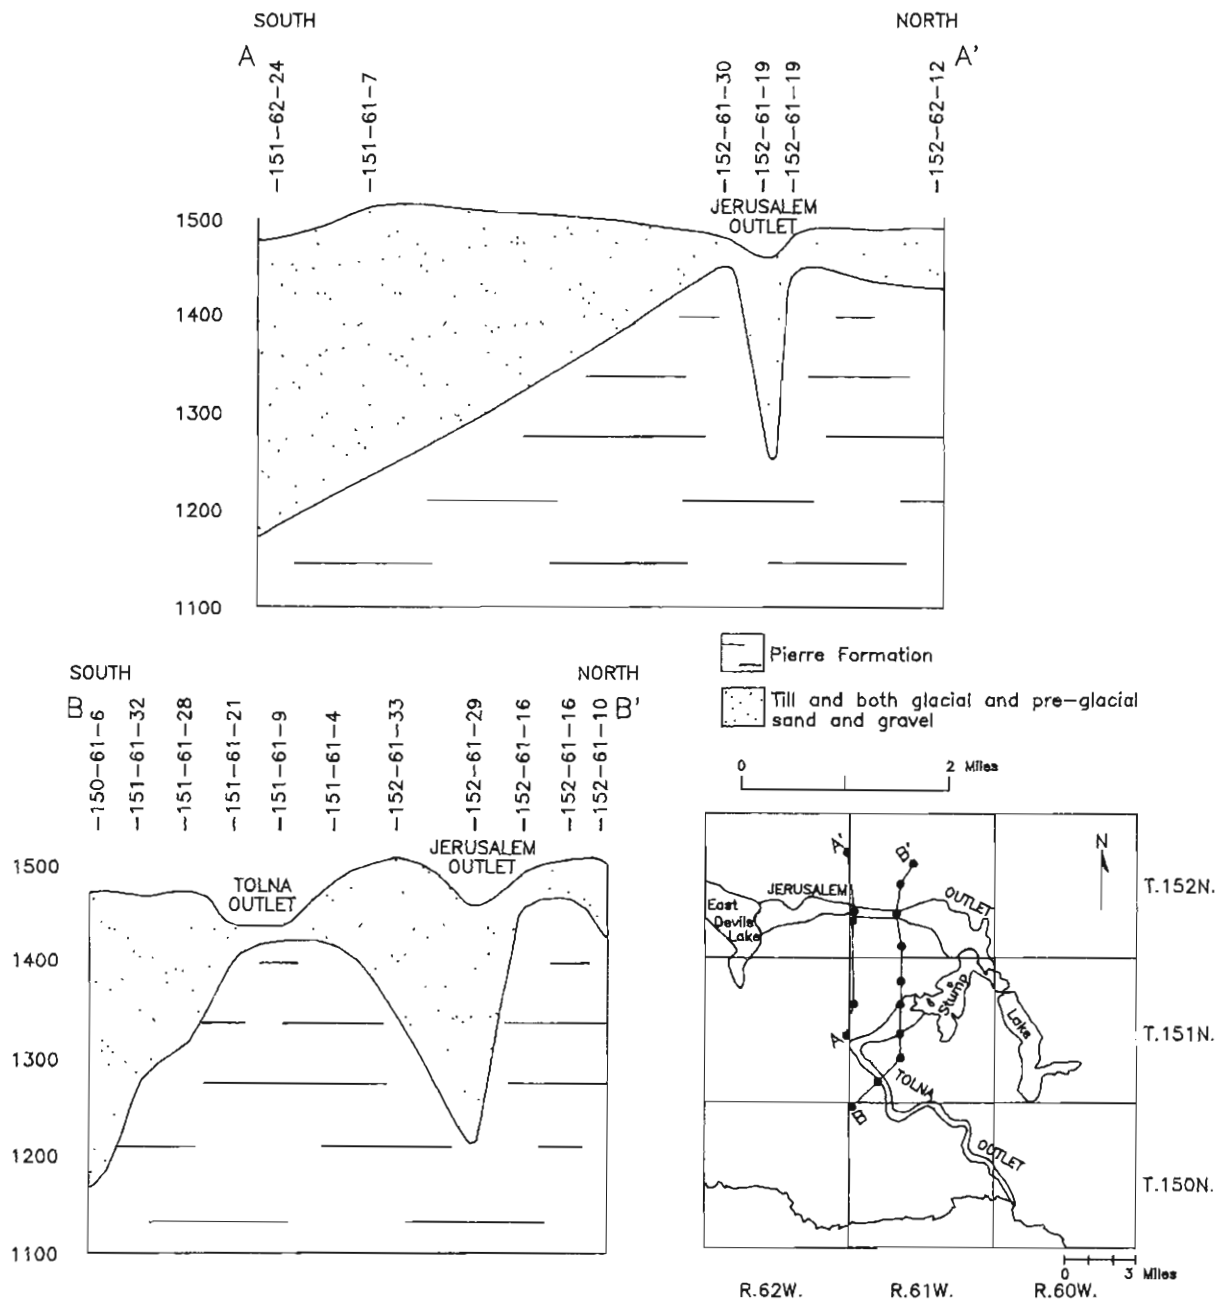 SOUTH
NORTH
A
A'
—151—62—24
—151—61—7
—152—61—30
—152—61—19
—152—61—19
—152—62—12
JERUSALEM
OUTLET
1500
1400
1300
1200
1100
Pierre Formation
Till and both glacial and pre—glacial
sand and gravel
0 2 Miles
SOUTH
NORTH
B
B'
—150—61—6
—151—61—32
—151—61—28
—151—61—21
—151—61—9
—151—61—4
—152—61—33
—152—61—29
—152—61—16
—152—61—16
—152—61—10
JERUSALEM
OUTLET
TOLNA
OUTLET
1500
1400
1300
1200
1100
A'
B'
N
JERUSALEM
OUTLET
East
Devils
Lake
Stump
Lake
A
TOLNA
B
OUTLET
T.152N.
T.151N.
T.150N.
0 3 Miles
R.62W.
R.61W.
R.60W.